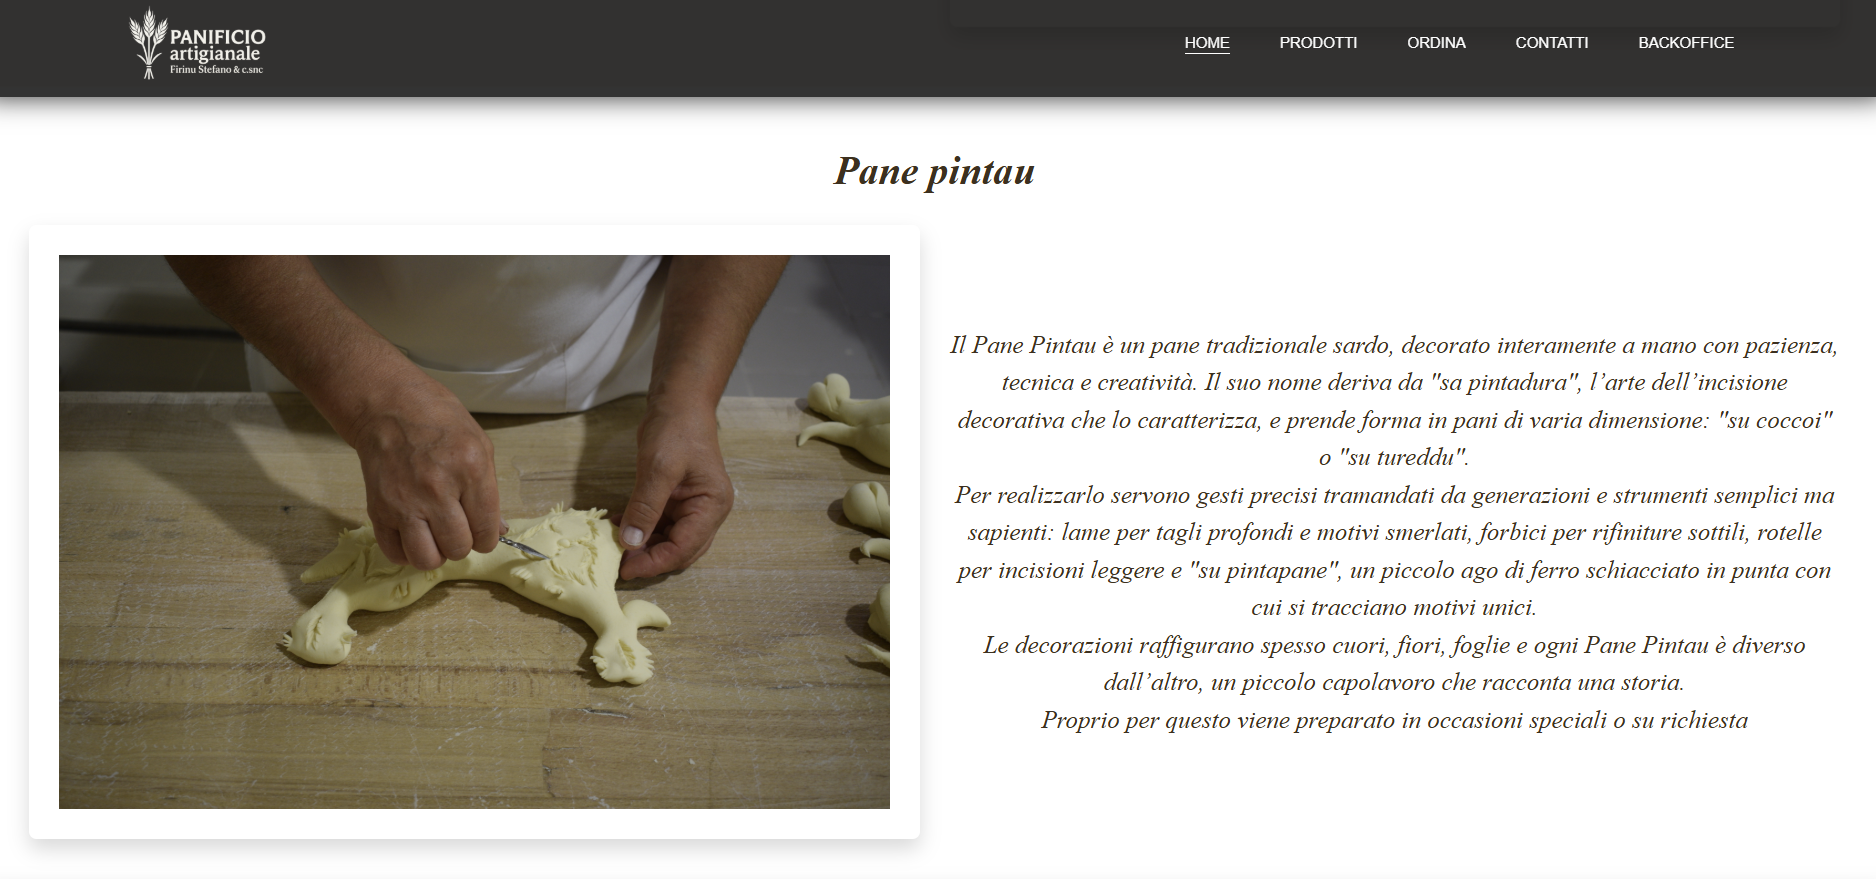 PANIFICIO
artigianale
Firinu Stefano & c.snc
HOME PRODOTTI ORDINA CONTATTI BACKOFFICE
Pane pintau
Il Pane Pintau è un pane tradizionale sardo, decorato interamente a mano con pazienza,
tecnica e creatività. Il suo nome deriva da "sa pintadura", l’arte dell’incisione
decorativa che lo caratterizza, e prende forma in pani di varia dimensione: "su coccoi"
o "su tureddu".
Per realizzarlo servono gesti precisi tramandati da generazioni e strumenti semplici ma
sapienti: lame per tagli profondi e motivi smerlati, forbici per rifiniture sottili, rotelle
per incisioni leggere e "su pintapane", un piccolo ago di ferro schiacciato in punta con
cui si tracciano motivi unici.
Le decorazioni raffigurano spesso cuori, fiori, foglie e ogni Pane Pintau è diverso
dall’altro, un piccolo capolavoro che racconta una storia.
Proprio per questo viene preparato in occasioni speciali o su richiesta